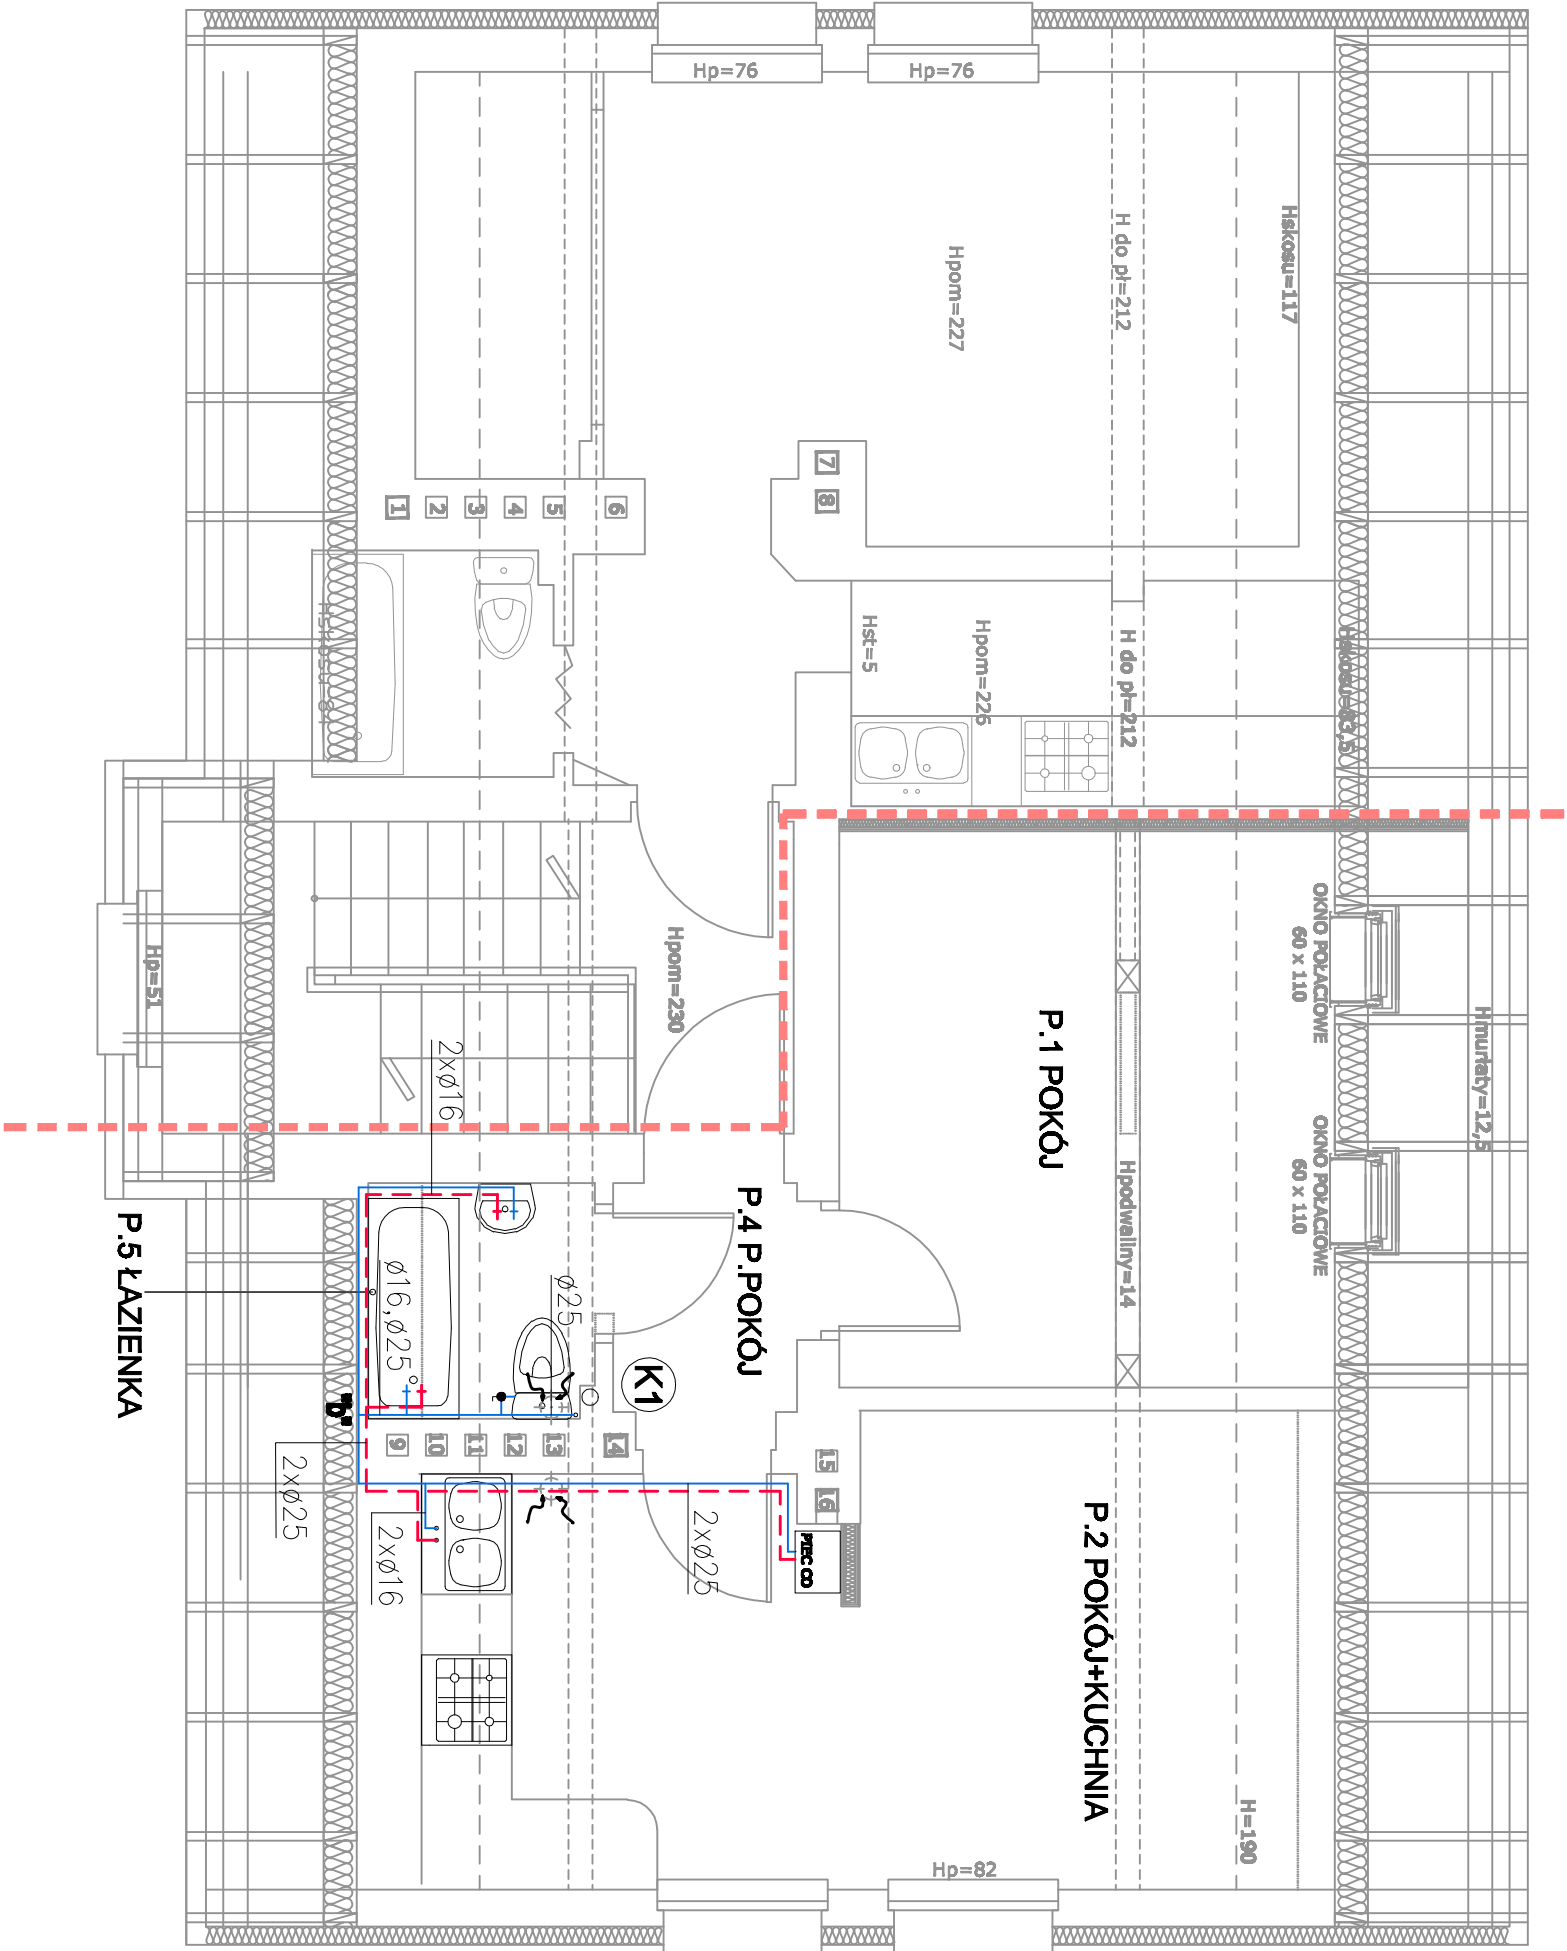 Hp=76
Hp=76
Hskosu=117
H do pł=212
Hpom=227
7
8
1
2
3
4
5
6
Hst=5
Hpom=226
H do pł=212
Hskosu=83,5
OKNO POŁACIOWE
60 x 110
Hp=51
Hpom=230
Hmurłaty=12,5
P.1 POKÓJ
2xø16
OKNO POŁACIOWE
60 x 110
Hpodwaliny=14
P.4 P.POKÓJ
P.5 ŁAZIENKA
ø16,ø25
ø25
K1
9
10
11
12
13
14
15
16
2xø25
2xø16
2xø25
PIEC CO
P.2 POKÓJ+KUCHNIA
H=190
Hp=82